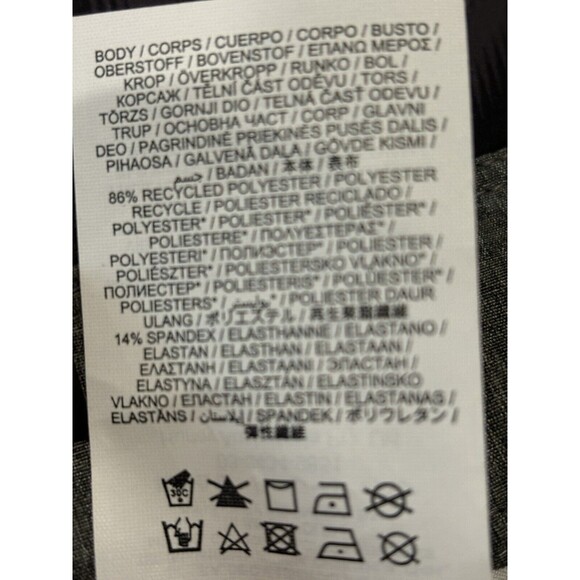 BODY / CORPS / CUERPO / CORPO / BUSTO /
OBERSTOFF / BOVENSTOF / ΕΠΑΝΩ ΜΕΡΟΣ /
KROP / ÖVERKROPP / RUNKO / BOL /
КОРСАЖ / TĚLNÍ ČÁST ODĚVU / TORS /
TÖRZS / GORNJI DIO / TELNÁ ČASŤ ODEVU /
TRUP / ОСНОВНА ЧАСТ / CORP / GLAVNI
DEO / PAGRINDINĖ PRIEKINĖS PUSĖS DALIS /
PIHAOSA / GALVENĀ DAĻA / GÖVDE KISMI /
جسم / BADAN / 本体 / 表布
86% RECYCLED POLYESTER / POLYESTER
RECYCLE / POLIESTER RECICLADO /
POLYESTER* / POLIESTER* / POLIÉSTER* /
POLIESTERE* / ΠΟΛΥΕΣΤΕΡΑΣ* /
POLYESTERI* / ПОЛИЭСТЕР* / POLIESTER /
POLIÉSZTER* / POLIESTERSKO VLAKNO* /
ПОЛИЕСТЕР* / POLIESTERIS* / POLÜESTER* /
POLIESTERS* / بوليستر* / POLIESTER DAUR
ULANG / ポリエステル / 再生聚酯纖維
14% SPANDEX / ELASTHANNE / ELASTANO /
ELASTAN / ELASTHAN / ELASTAAN /
ΕΛΑΣΤΑΝΗ / ELASTAANI / ЭЛАСТАН /
ELASTYNA / ELASZTÁN / ELASTINSKO
VLAKNO / ЕЛАСТАН / ELASTIN / ELASTANAS /
ELASTĀNS / إيلاستان / SPANDEK / ポリウレタン /
彈性纖維
30C